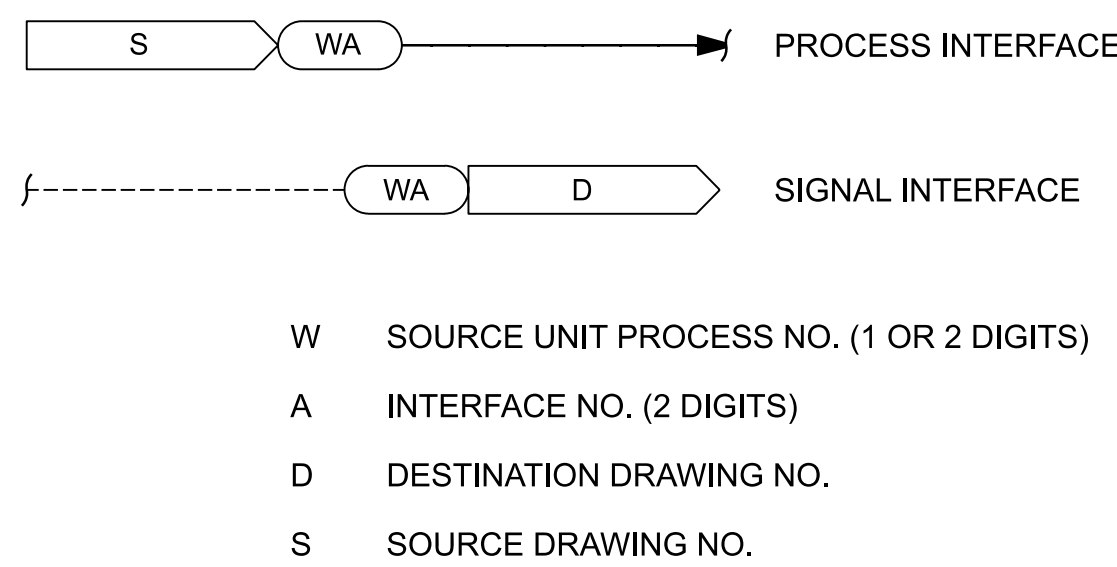 S WA PROCESS INTERFACE
WA D SIGNAL INTERFACE
W SOURCE UNIT PROCESS NO. (1 OR 2 DIGITS)
A INTERFACE NO. (2 DIGITS)
D DESTINATION DRAWING NO.
S SOURCE DRAWING NO.